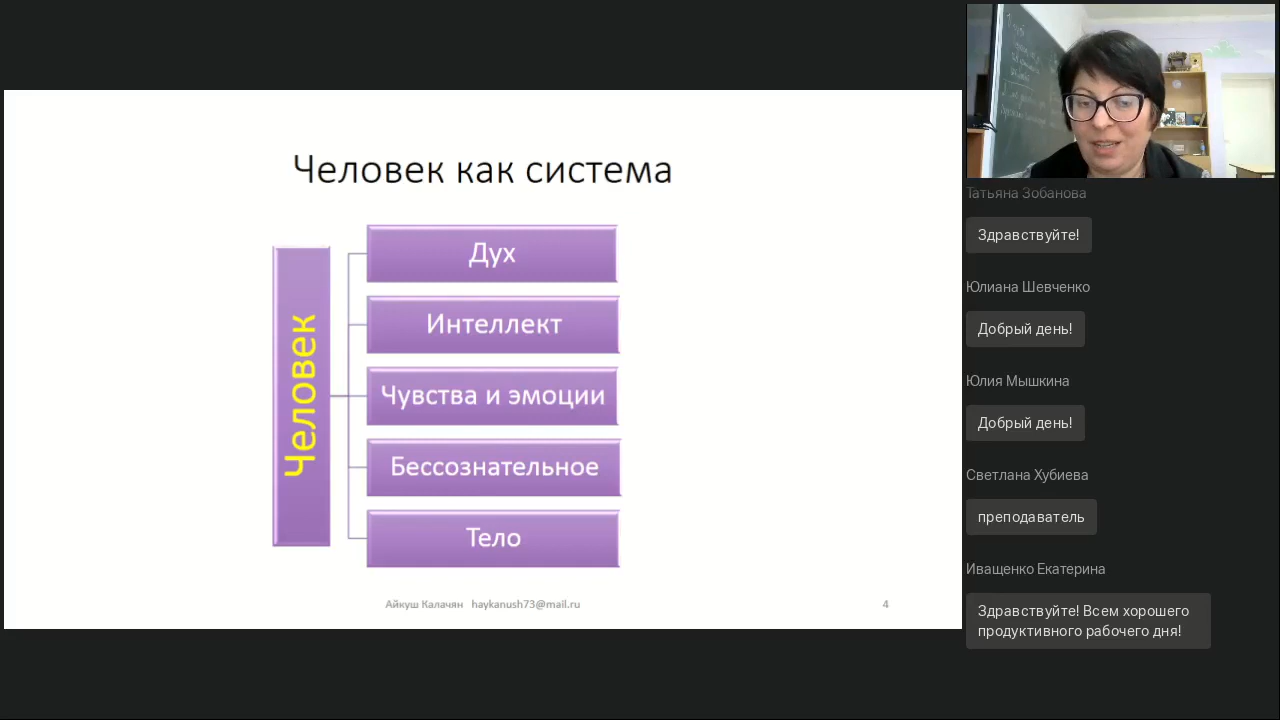 Человек как система
Человек
Дух
Интеллект
Чувства и эмоции
Бессознательное
Тело
Айкуш Калачян haykanush73@mail.ru
4
Татьяна Зобанова
Здравствуйте!
Юлиана Шевченко
Добрый день!
Юлия Мышкина
Добрый день!
Светлана Хубиева
преподаватель
Иващенко Екатерина
Здравствуйте! Всем хорошего
продуктивного рабочего дня!